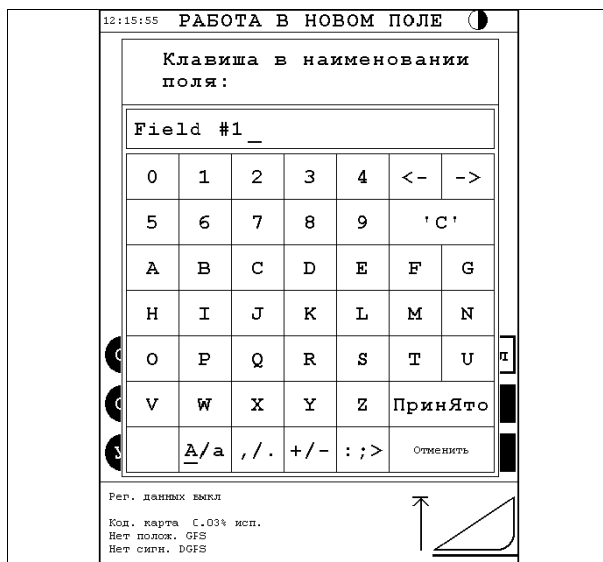 12:15:55 РАБОТА В НОВОМ ПОЛЕ
Клавиша в наименовании
поля:
Field #1_
0 1 2 3 4 <- ->
5 6 7 8 9 'C'
A B C D E F G
H I J K L M N
O P Q R S T U
V W X Y Z ПринЯто
A/a ,/. +/- :;> Отменить
Рег. данных выкл
Код. карта 0.03% исп.
Нет полож. GPS
Нет сигн. DGPS